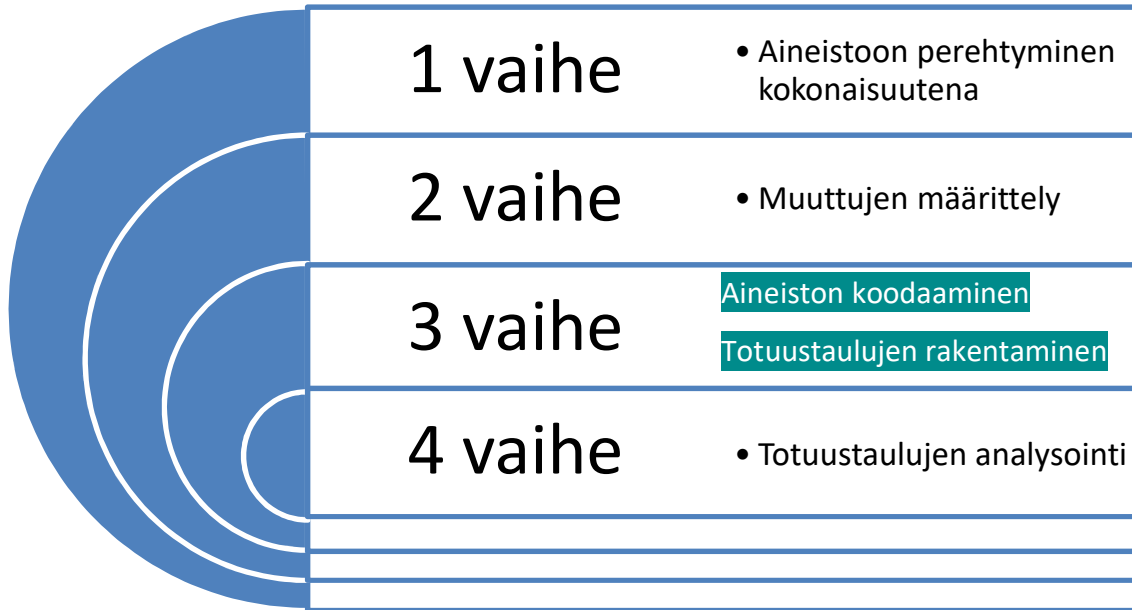 1 vaihe
• Aineistoon perehtyminen
kokonaisuutena
2 vaihe
• Muuttujen määrittely
3 vaihe
Aineiston koodaaminen
Totuustaulujen rakentaminen
4 vaihe
• Totuustaulujen analysointi